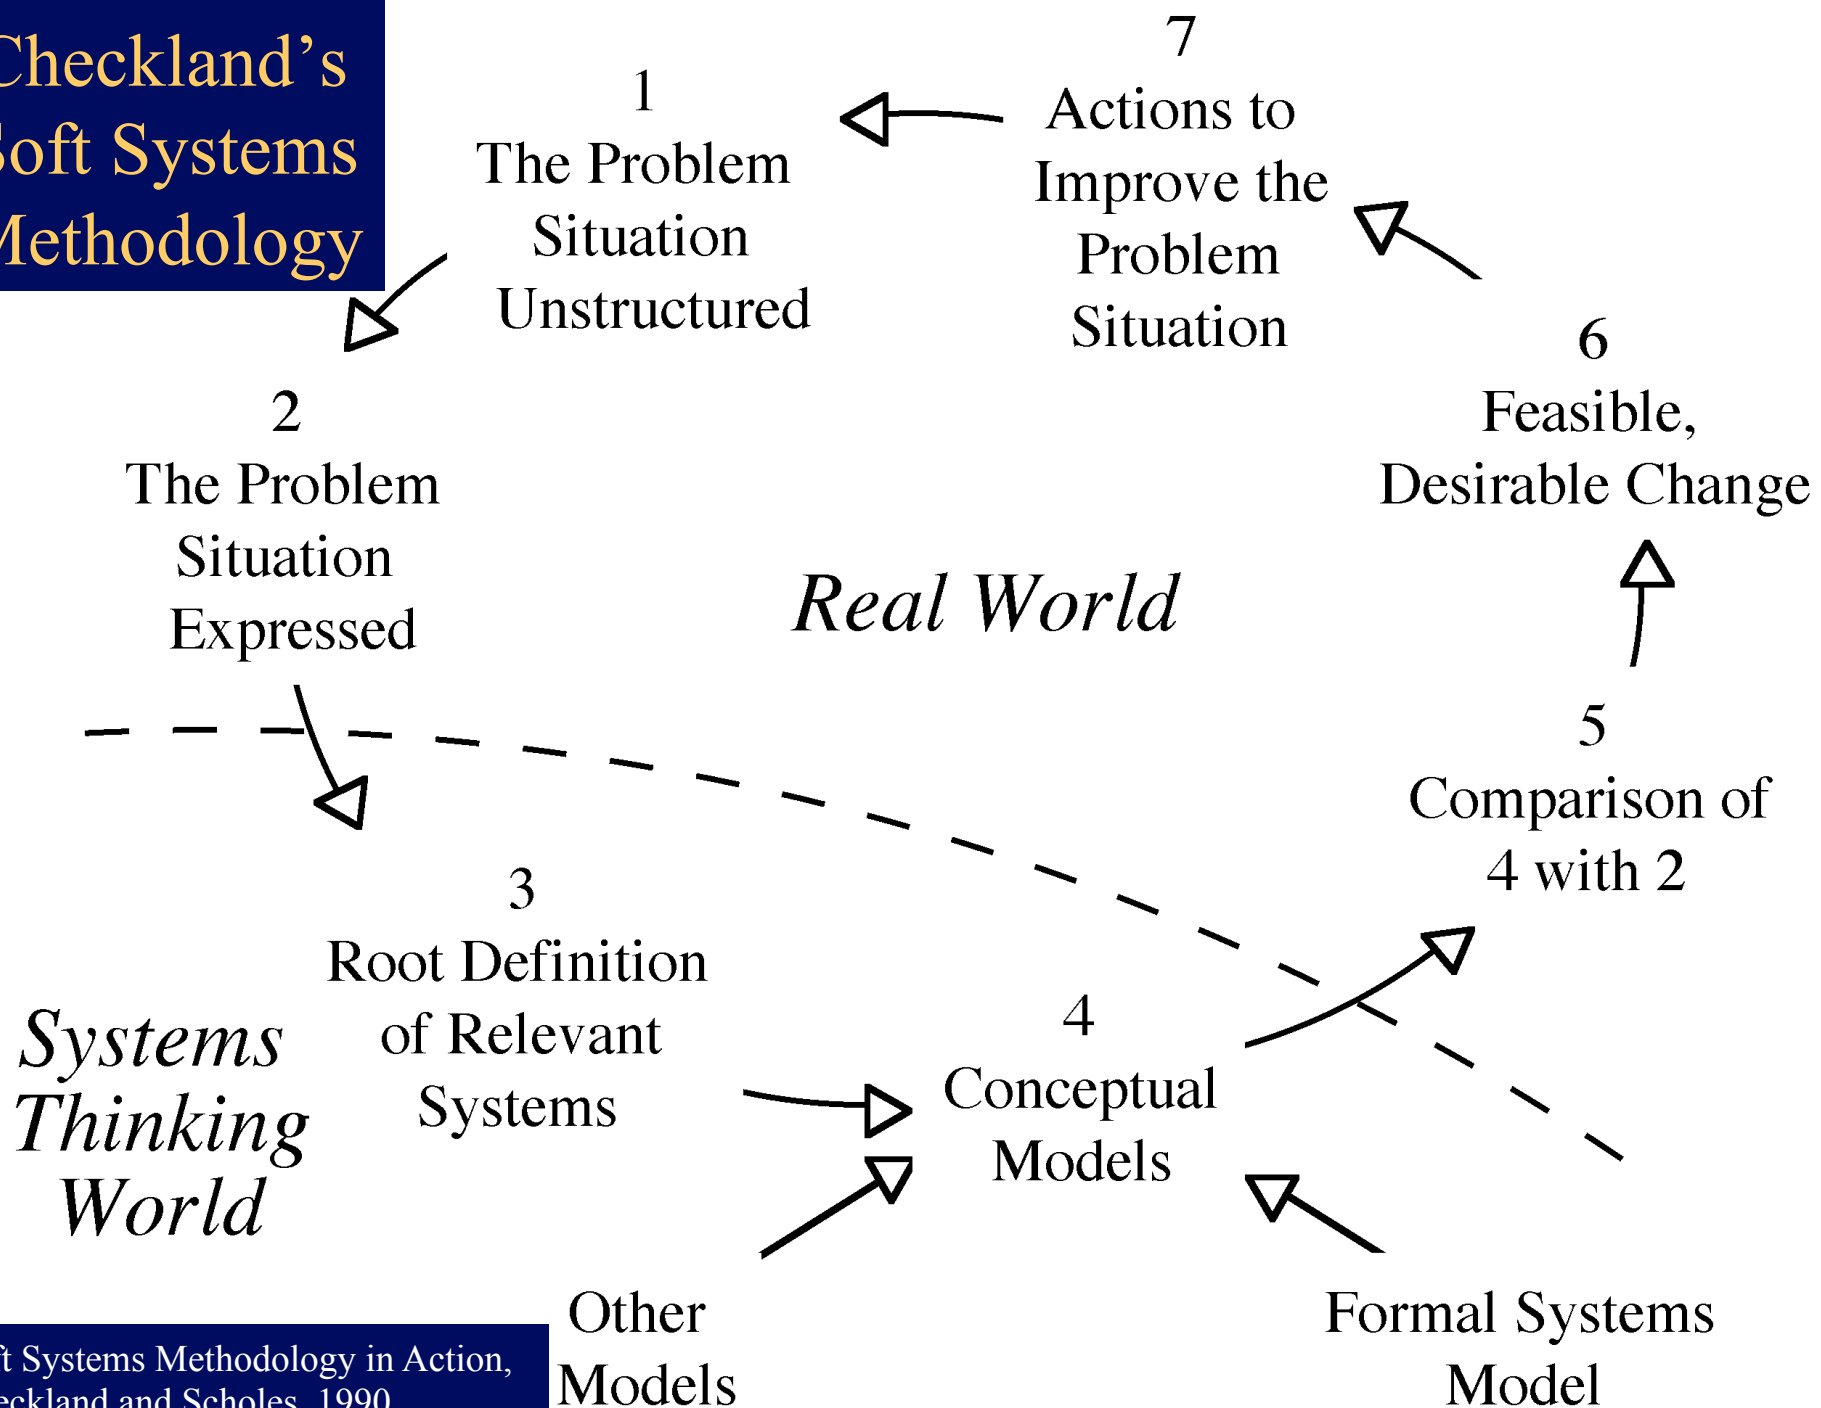 Checkland's
Soft Systems
Methodology
1
The Problem
Situation
Unstructured
7
Actions to
Improve the
Problem
Situation
2
The Problem
Situation
Expressed
6
Feasible,
Desirable Change
Real World
5
Comparison of
4 with 2
3
Root Definition
of Relevant
Systems
4
Conceptual
Models
Systems
Thinking
World
Other
Models
Formal Systems
Model
ft Systems Methodology in Action,
eckland and Scholes, 1990